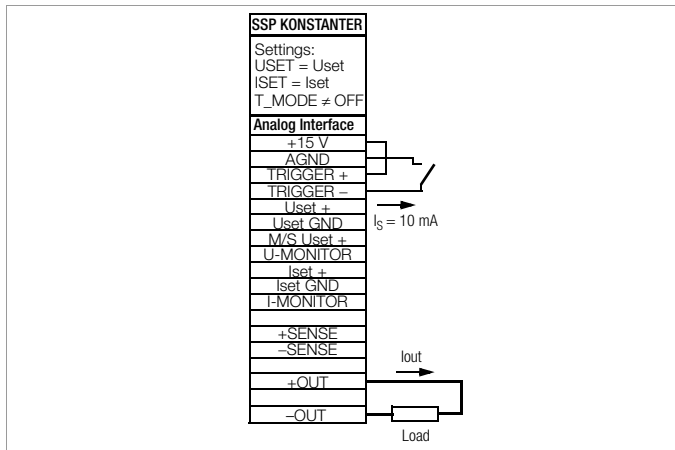 SSP KONSTANTER
Settings:
USET = Uset
ISET = Iset
T_MODE ≠ OFF
Analog Interface
+15 V
AGND
TRIGGER +
TRIGGER –
Uset +
Uset GND
M/S Uset +
U-MONITOR
Iset +
Iset GND
I-MONITOR
+SENSE
–SENSE
+OUT
–OUT
IS = 10 mA
Iout
Load